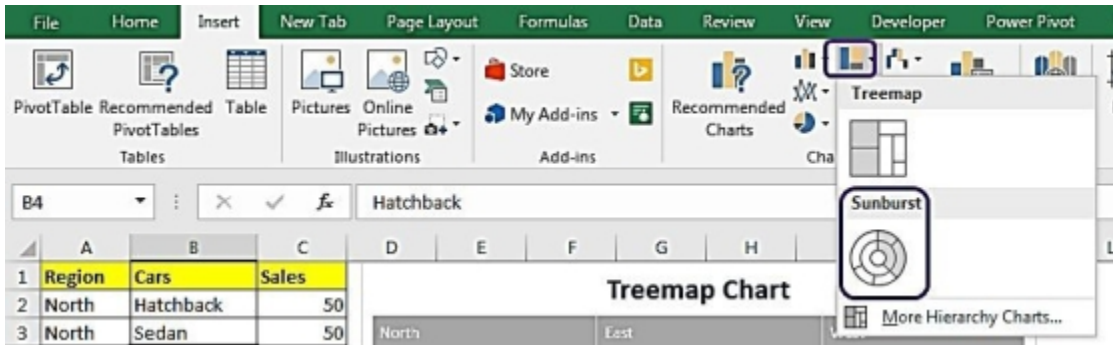 File Home Insert New Tab Page Layout Formulas Data Review View Developer Power Pivot
PivotTable Recommended PivotTables Table
Tables
Pictures Online Pictures
Illustrations
Store
My Add-ins
Add-ins
Recommended Charts
Cha
Treemap
Sunburst
More Hierarchy Charts...
B4 fx Hatchback
A B C D E F G H L
1 Region Cars Sales
2 North Hatchback 50
3 North Sedan 50
Treemap Chart
North East